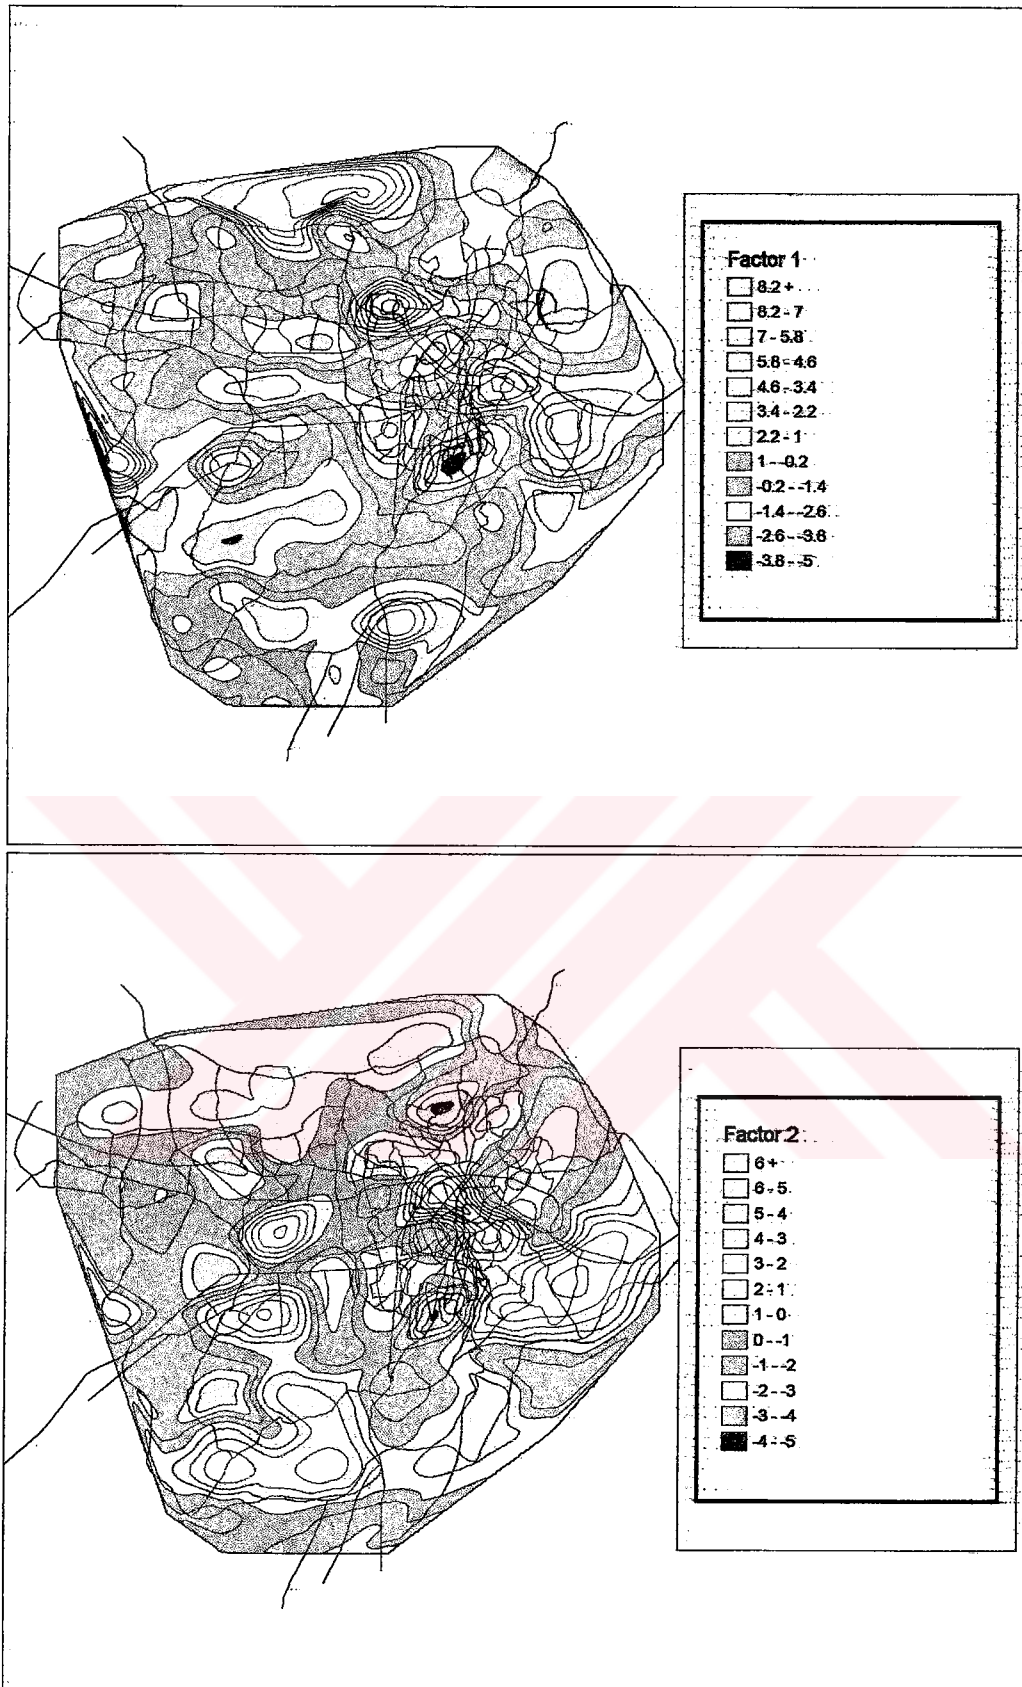 Factor 1
8.2 +
8.2 - 7
7 - 5.8
5.8 - 4.6
4.6 - 3.4
3.4 - 2.2
2.2 - 1
1 - -0.2
-0.2 - -1.4
-1.4 - -2.6
-2.6 - -3.8
-3.8 - -5
Factor 2
6 +
6 - 5
5 - 4
4 - 3
3 - 2
2 - 1
1 - 0
0 - -1
-1 - -2
-2 - -3
-3 - -4
-4 - -5